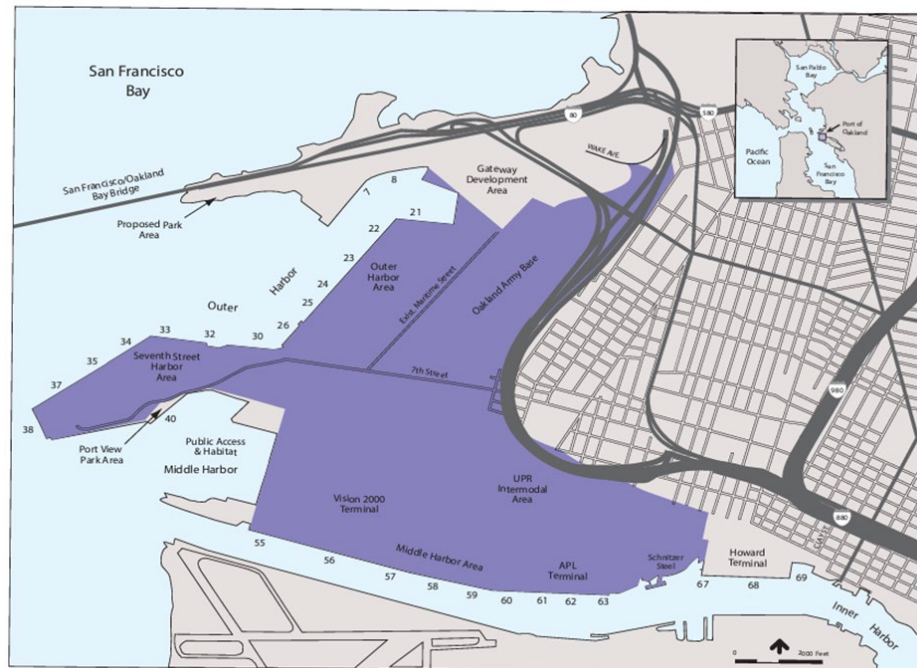 San Francisco
Bay
80
580
San Pablo
Bay
Port of
Oakland
Pacific
Ocean
San
Francisco
Bay
WAKE AVE
San Francisco/Oakland
Bay Bridge
Proposed Park
Area
Gateway
Development
Area
7
8
21
22
23
24
25
26
30
32
33
34
35
37
38
40
Outer
Harbor
Outer
Harbor
Area
Exist. Maritime Street
Oakland Army Base
Seventh Street
Harbor
Area
7th Street
Port View
Park Area
Public Access
& Habitat
Middle Harbor
980
880
UPR
Intermodal
Area
Vision 2000
Terminal
Middle Harbor Area
APL
Terminal
Schnitzer
Steel
Howard
Terminal
55
56
57
58
59
60
61
62
63
67
68
69
Inner
Harbor
0
2000 Feet